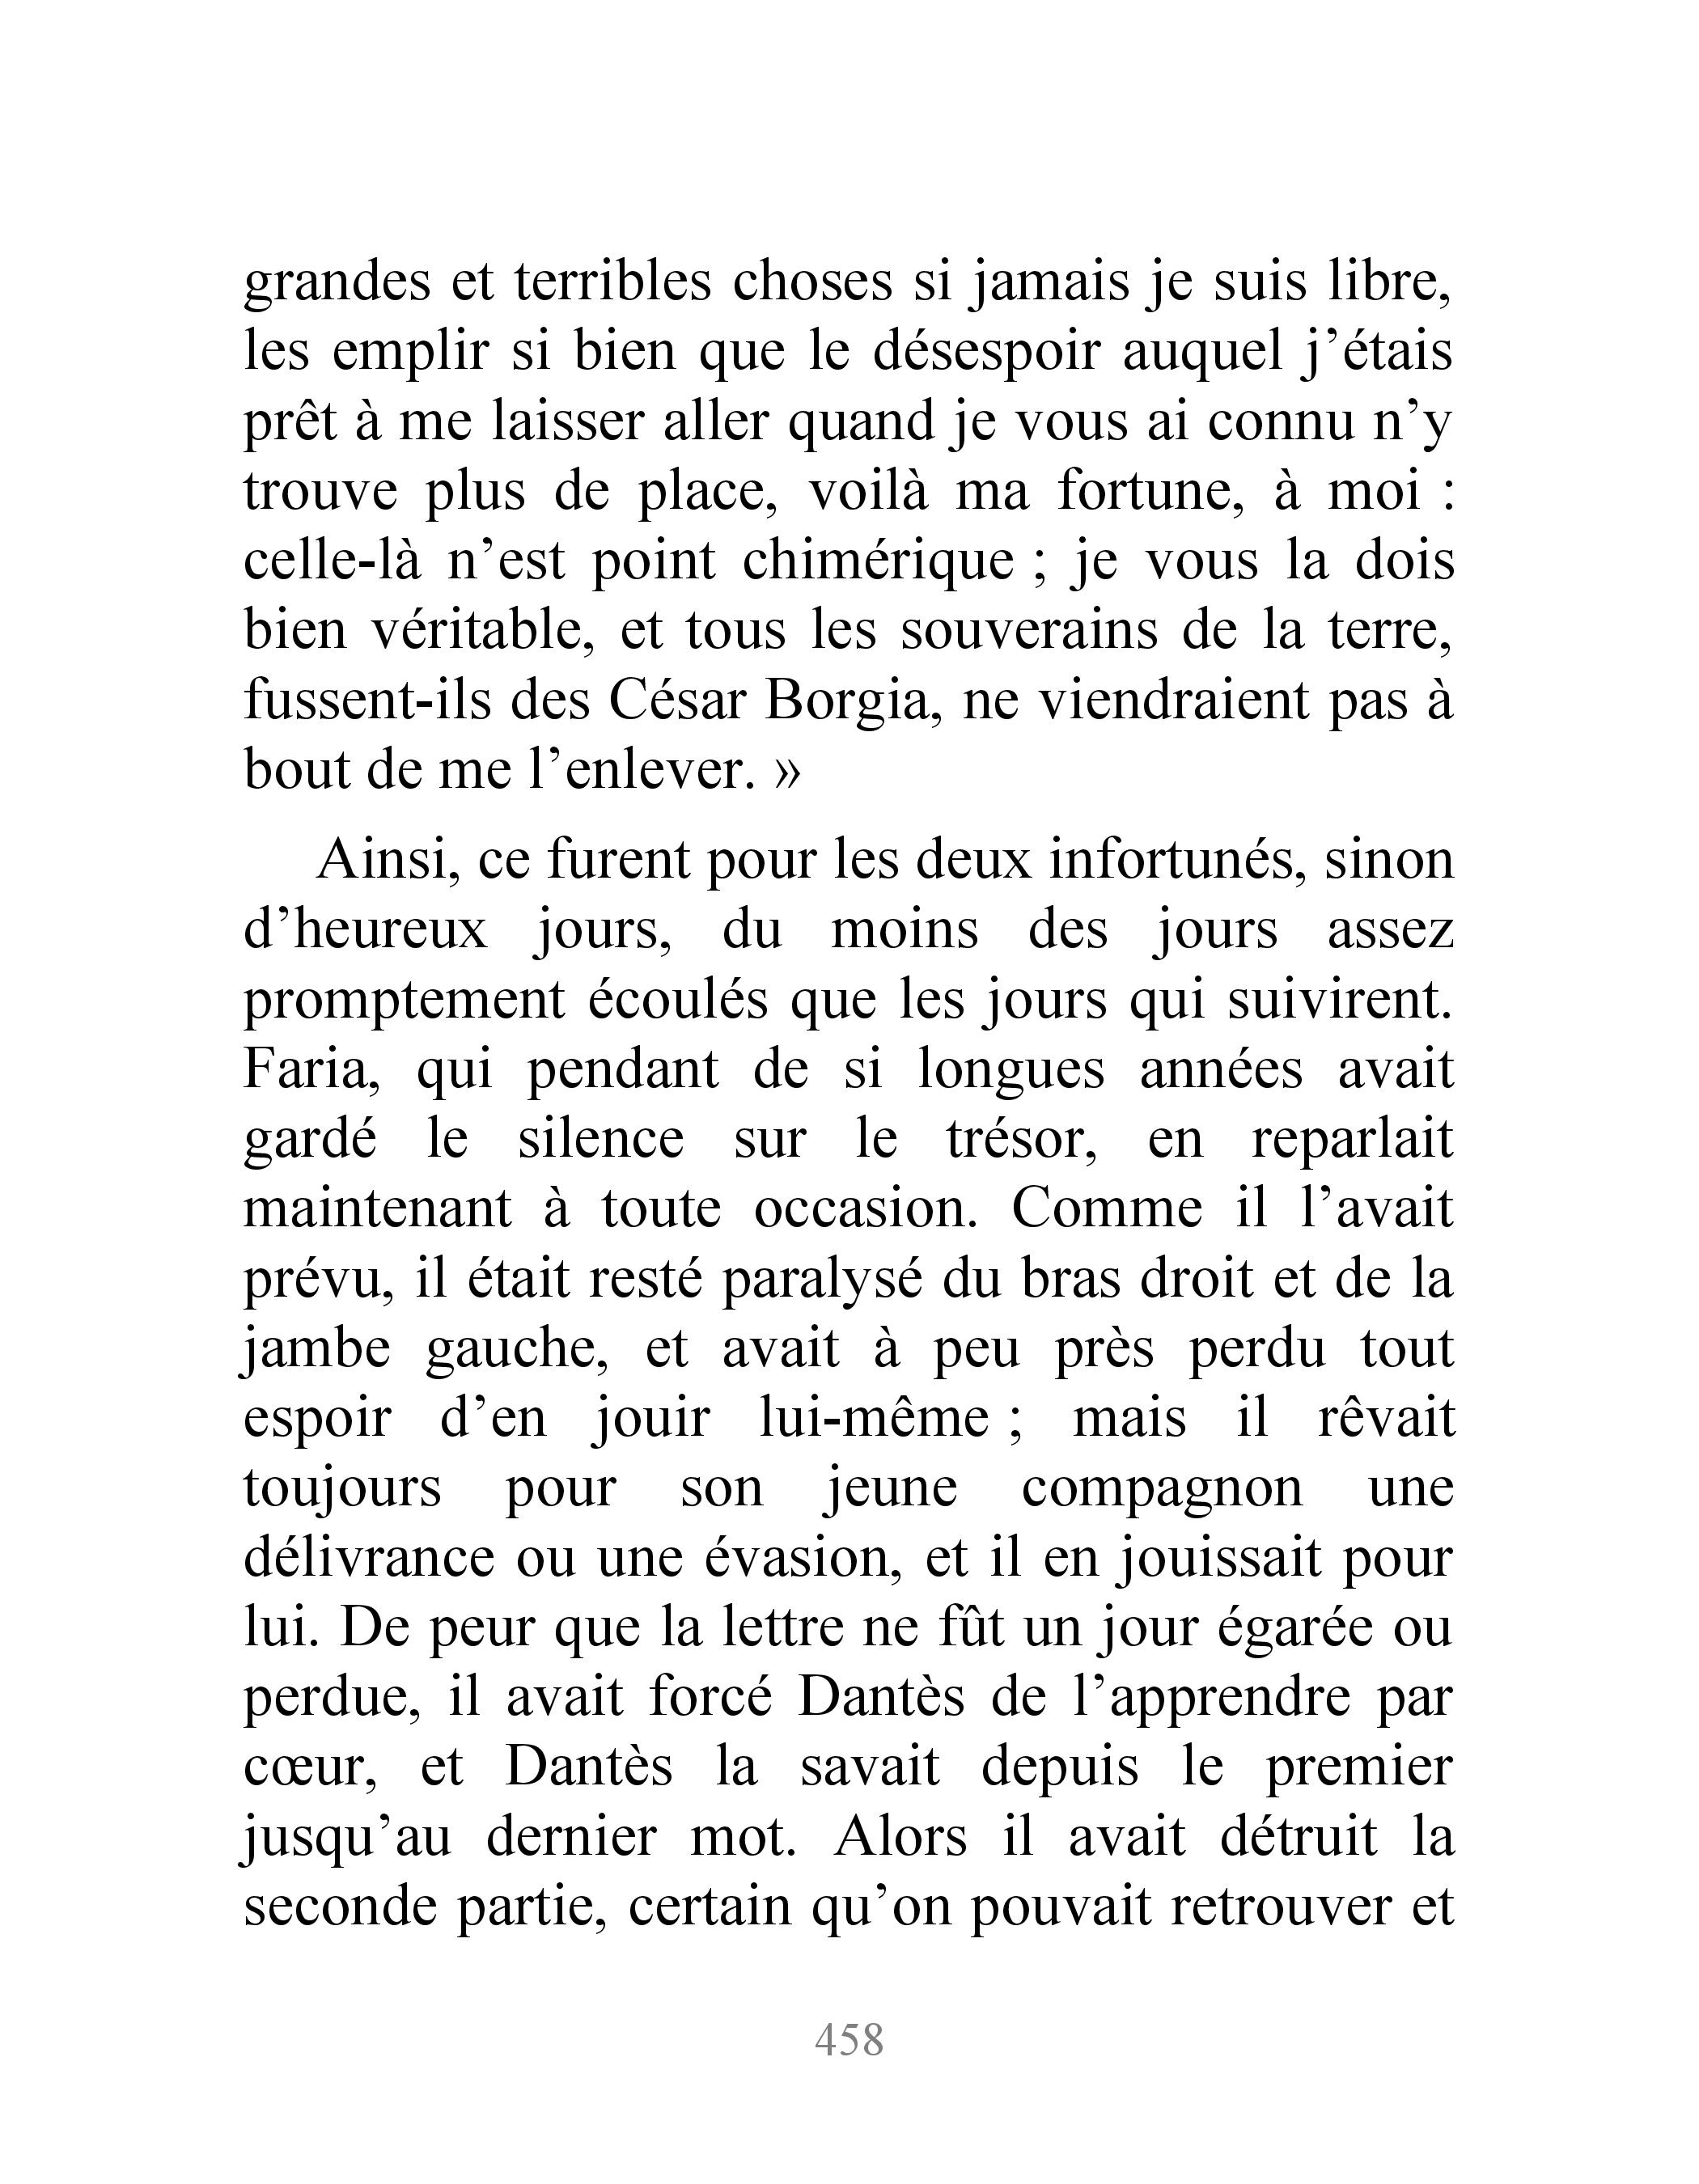 grandes et terribles choses si jamais je suis libre,
les emplir si bien que le désespoir auquel j’étais
prêt à me laisser aller quand je vous ai connu n’y
trouve plus de place, voilà ma fortune, à moi :
celle-là n’est point chimérique ; je vous la dois
bien véritable, et tous les souverains de la terre,
fussent-ils des César Borgia, ne viendraient pas à
bout de me l’enlever. »
Ainsi, ce furent pour les deux infortunés, sinon
d’heureux jours, du moins des jours assez
promptement écoulés que les jours qui suivirent.
Faria, qui pendant de si longues années avait
gardé le silence sur le trésor, en reparlait
maintenant à toute occasion. Comme il l’avait
prévu, il était resté paralysé du bras droit et de la
jambe gauche, et avait à peu près perdu tout
espoir d’en jouir lui-même ; mais il rêvait
toujours pour son jeune compagnon une
délivrance ou une évasion, et il en jouissait pour
lui. De peur que la lettre ne fût un jour égarée ou
perdue, il avait forcé Dantès de l’apprendre par
cœur, et Dantès la savait depuis le premier
jusqu’au dernier mot. Alors il avait détruit la
seconde partie, certain qu’on pouvait retrouver et
458